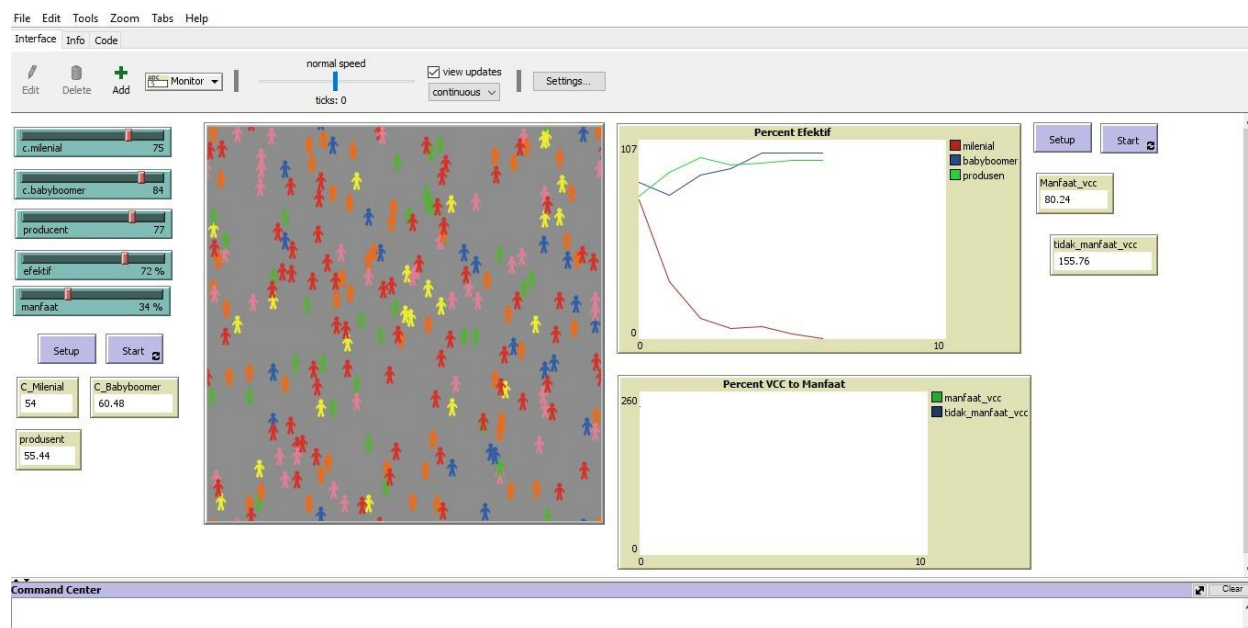 File Edit Tools Zoom Tabs Help
Interface Info Code
Edit Delete Add Monitor
normal speed
ticks: 0
view updates
continuous
Settings...
c.milenial 75
c.babyboomer 84
producent 77
efektif 72 %
manfaat 34 %
Setup Start
C_Milenial
54
C_Babyboomer
60.48
produsent
55.44
Percent Efektif
107
0
0 10
milenial
babyboomer
produsen
Percent VCC to Manfaat
260
0
0 10
manfaat_vcc
tidak_manfaat_vcc
Setup Start
Manfaat_vcc
80.24
tidak_manfaat_vcc
155.76
Command Center Clear